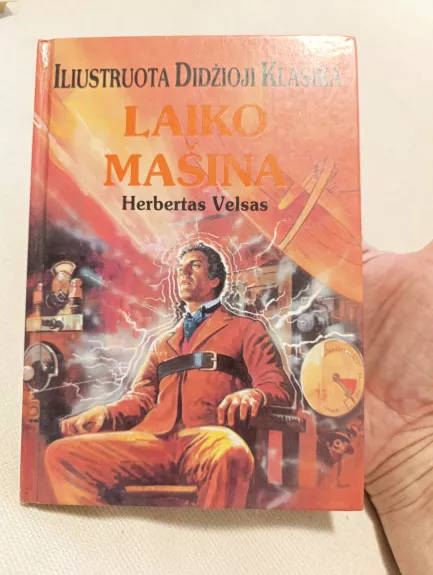 ILIUSTRUOTA DIDŽIOJI KLASIKA
LAIKO
MAŠINA
Herbertas Velsas